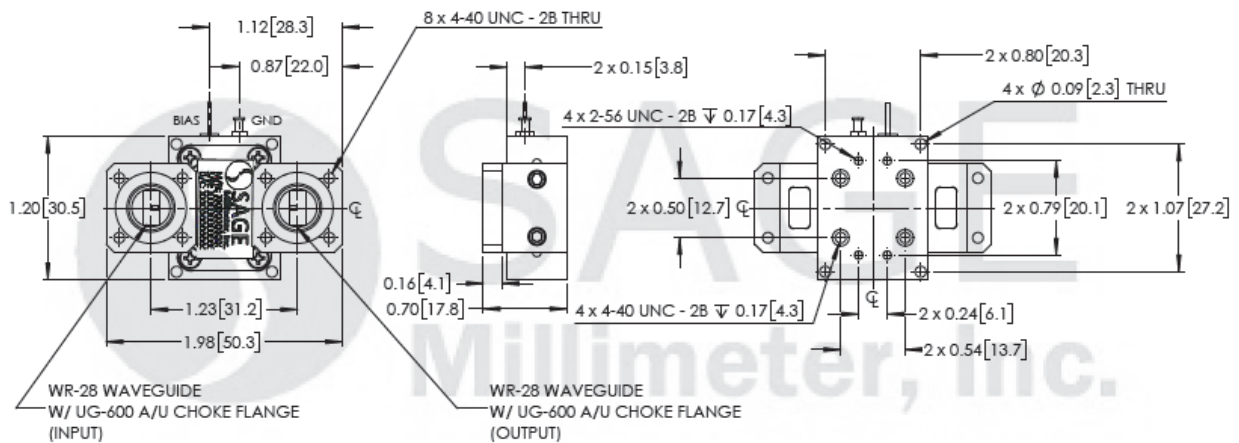 1.12[28.3]
8 x 4-40 UNC - 2B THRU
0.87[22.0]
BIAS
GND
1.20[30.5]
SAGE
℄
1.23[31.2]
1.98[50.3]
WR-28 WAVEGUIDE
W/ UG-600 A/U CHOKE FLANGE
(INPUT)
2 x 0.15[3.8]
0.16[4.1]
0.70[17.8]
WR-28 WAVEGUIDE
W/ UG-600 A/U CHOKE FLANGE
(OUTPUT)
2 x 0.80[20.3]
4 x Ø 0.09[2.3] THRU
4 x 2-56 UNC - 2B ↧ 0.17[4.3]
2 x 0.50[12.7] ℄
2 x 0.79[20.1]
2 x 1.07[27.2]
4 x 4-40 UNC - 2B ↧ 0.17[4.3]
℄
2 x 0.24[6.1]
2 x 0.54[13.7]
SAGE
Millimeter, Inc.